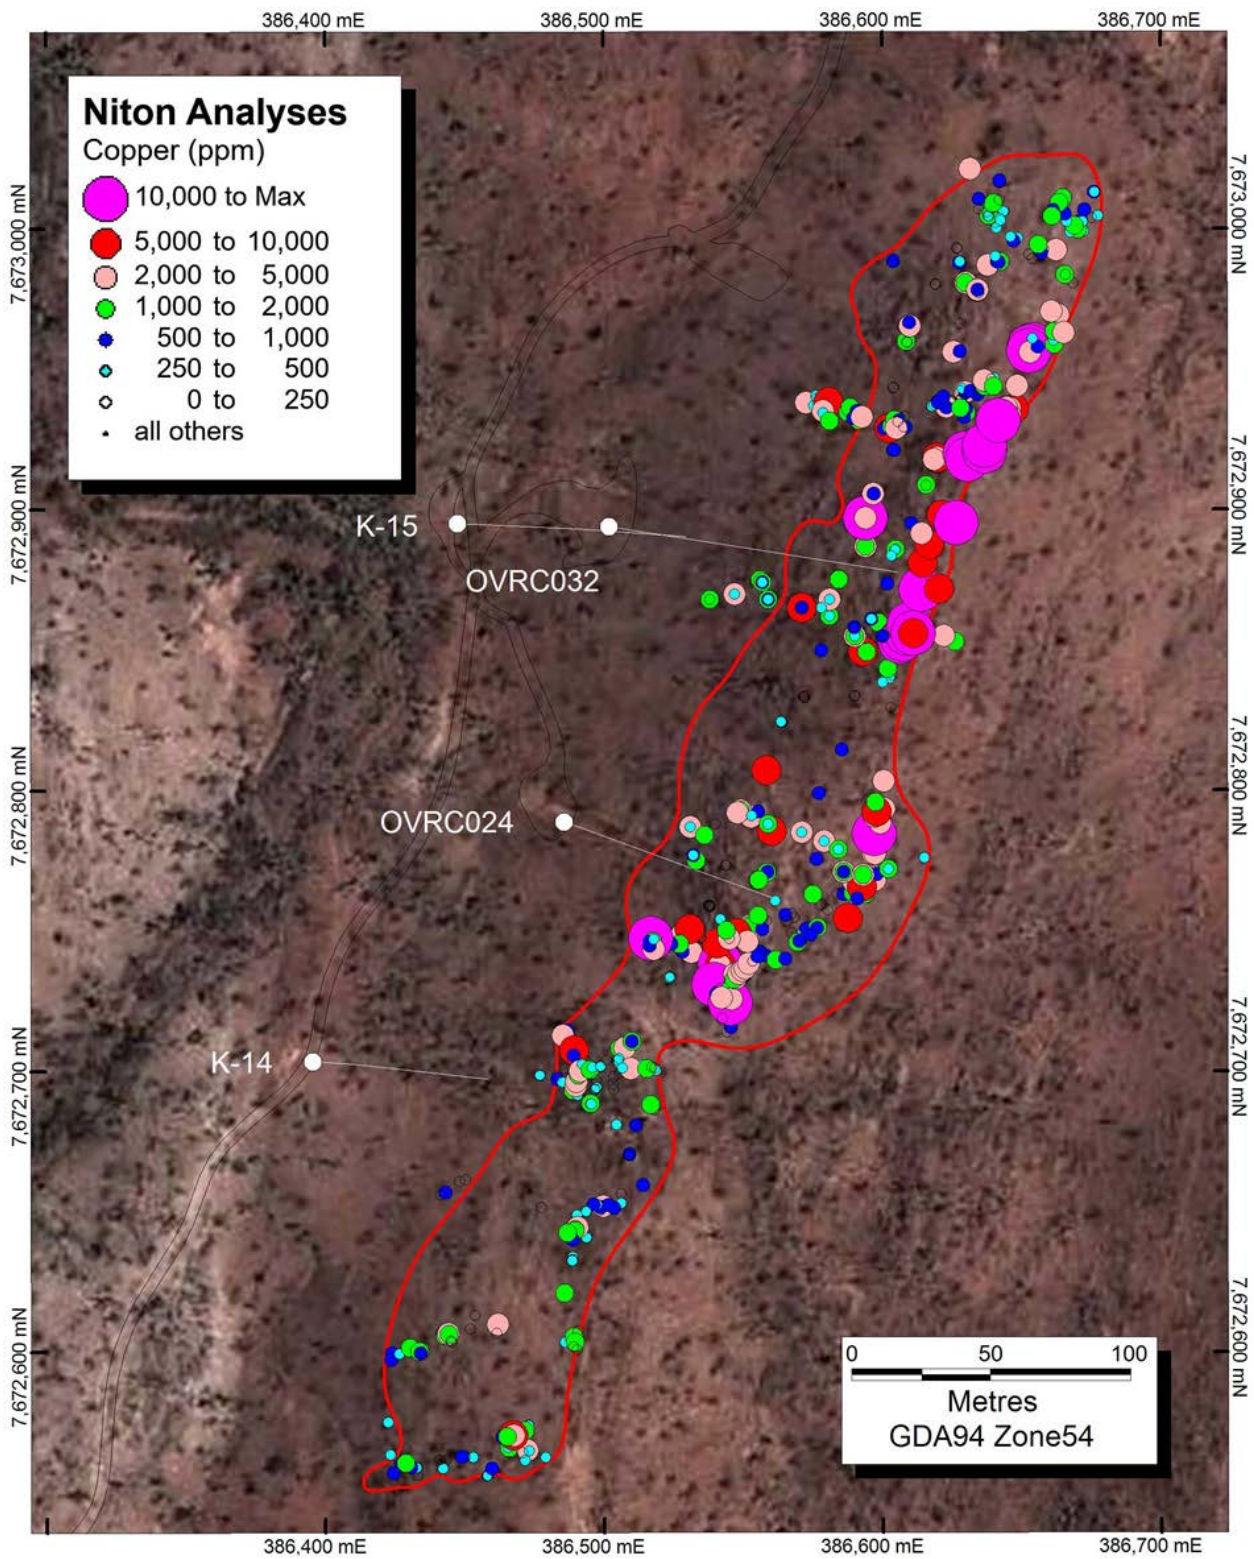 386,400 mE
386,500 mE
386,600 mE
386,700 mE
Niton Analyses
Copper (ppm)
10,000 to Max
5,000 to 10,000
2,000 to 5,000
1,000 to 2,000
500 to 1,000
250 to 500
0 to 250
all others
7,673,000 mN
7,673,000 mN
7,672,900 mN
7,672,900 mN
K-15
OVRC032
7,672,800 mN
7,672,800 mN
OVRC024
7,672,700 mN
7,672,700 mN
K-14
7,672,600 mN
7,672,600 mN
0 50 100
Metres
GDA94 Zone54
386,400 mE
386,500 mE
386,600 mE
386,700 mE